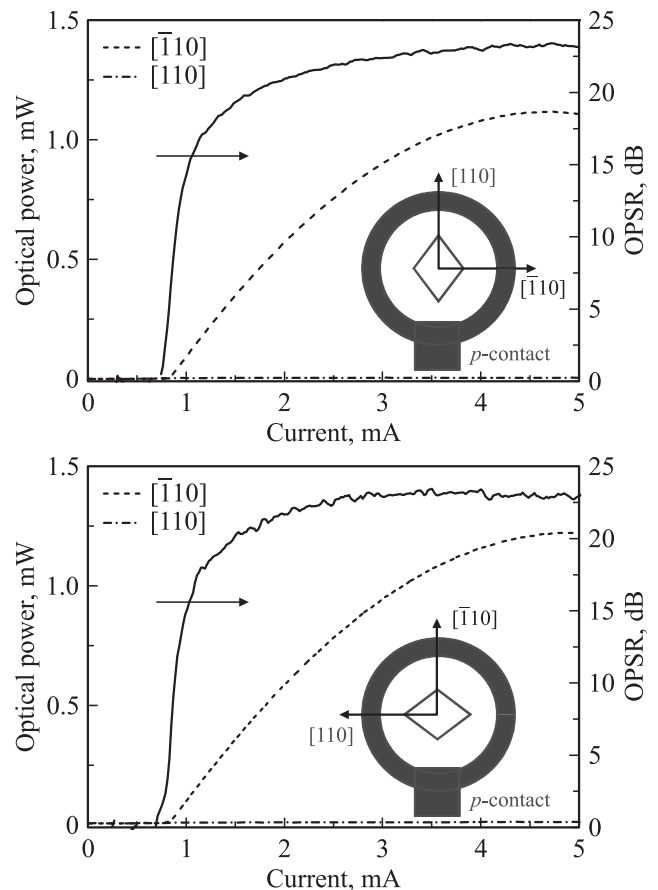 1.5
25
[1̅10]
[110]
20
1.0
15
Optical power, mW
OPSR, dB
[110]
10
0.5
[1̅10]
5
p-contact
0
0
0 1 2 3 4 5
Current, mA
1.5
25
[1̅10]
[110]
20
1.0
15
Optical power, mW
OPSR, dB
[1̅10]
10
0.5
[110]
5
p-contact
0
0
0 1 2 3 4 5
Current, mA